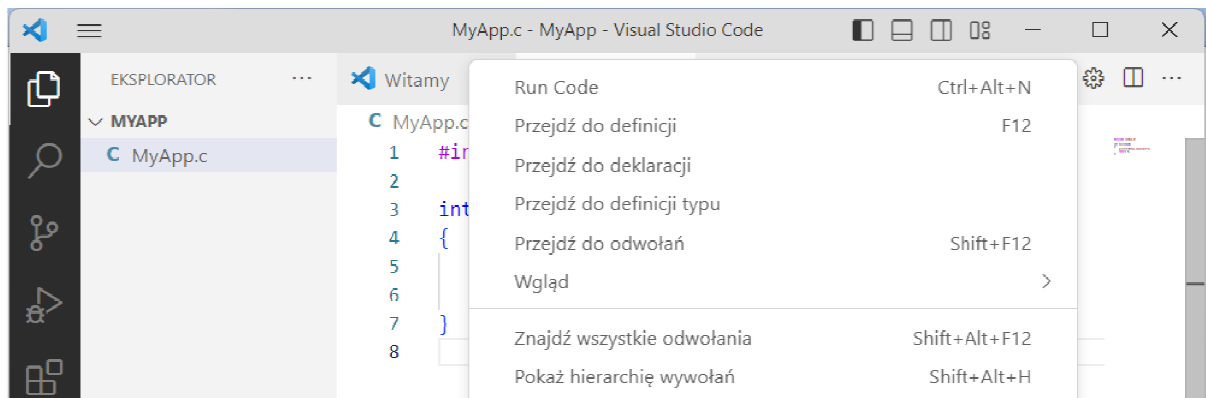 MyApp.c - MyApp - Visual Studio Code
EKSPLORATOR ···
MYAPP
C MyApp.c
Witamy
C MyApp.c
1 #in
2
3 int
4 {
5
6
7 }
8
Run Code Ctrl+Alt+N
Przejdź do definicji F12
Przejdź do deklaracji
Przejdź do definicji typu
Przejdź do odwołań Shift+F12
Wgląd
Znajdź wszystkie odwołania Shift+Alt+F12
Pokaż hierarchię wywołań Shift+Alt+H